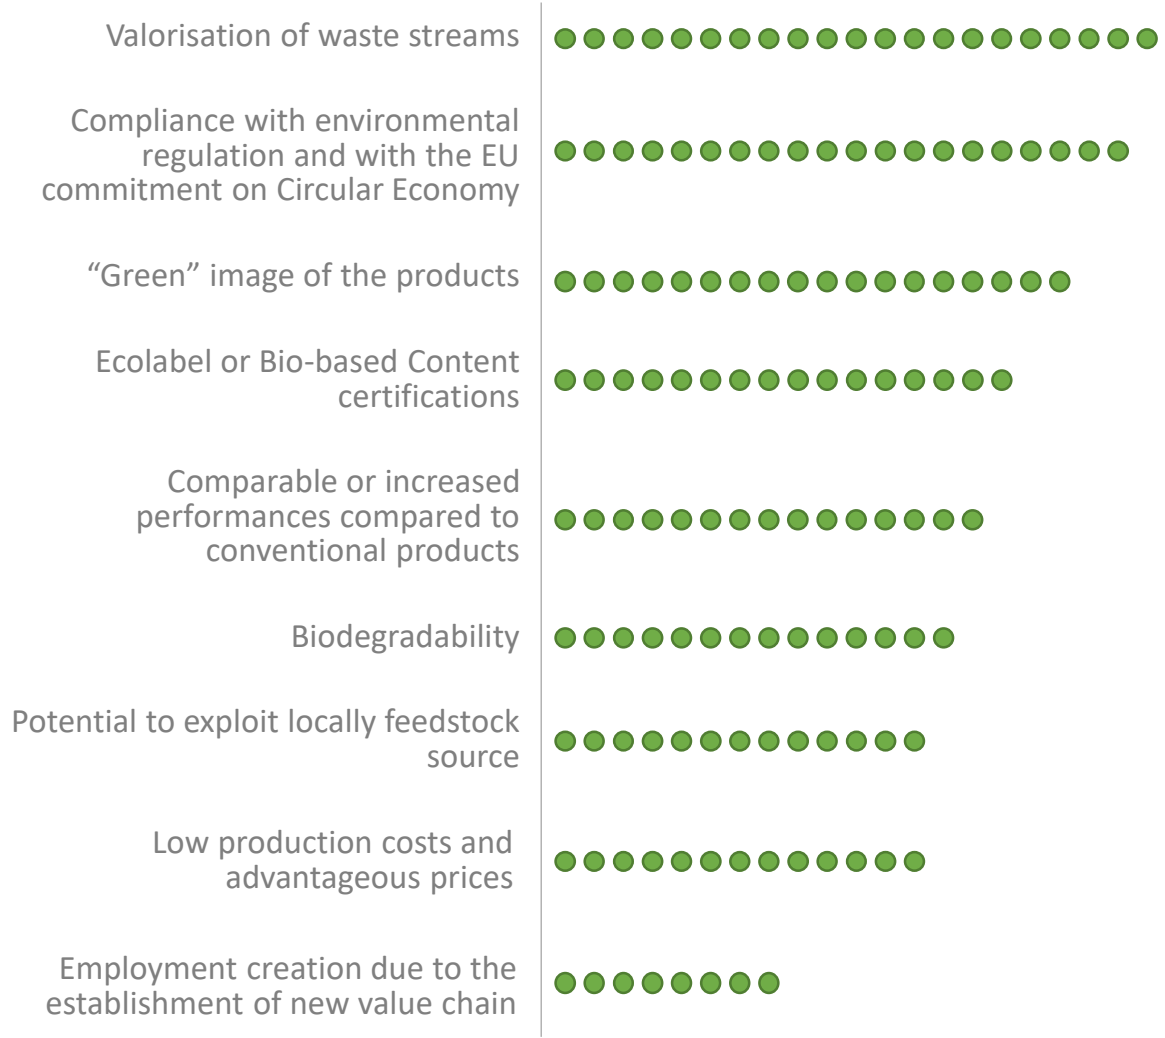 Valorisation of waste streams
Compliance with environmental
regulation and with the EU
commitment on Circular Economy
“Green” image of the products
Ecolabel or Bio-based Content
certifications
Comparable or increased
performances compared to
conventional products
Biodegradability
Potential to exploit locally feedstock
source
Low production costs and
advantageous prices
Employment creation due to the
establishment of new value chain